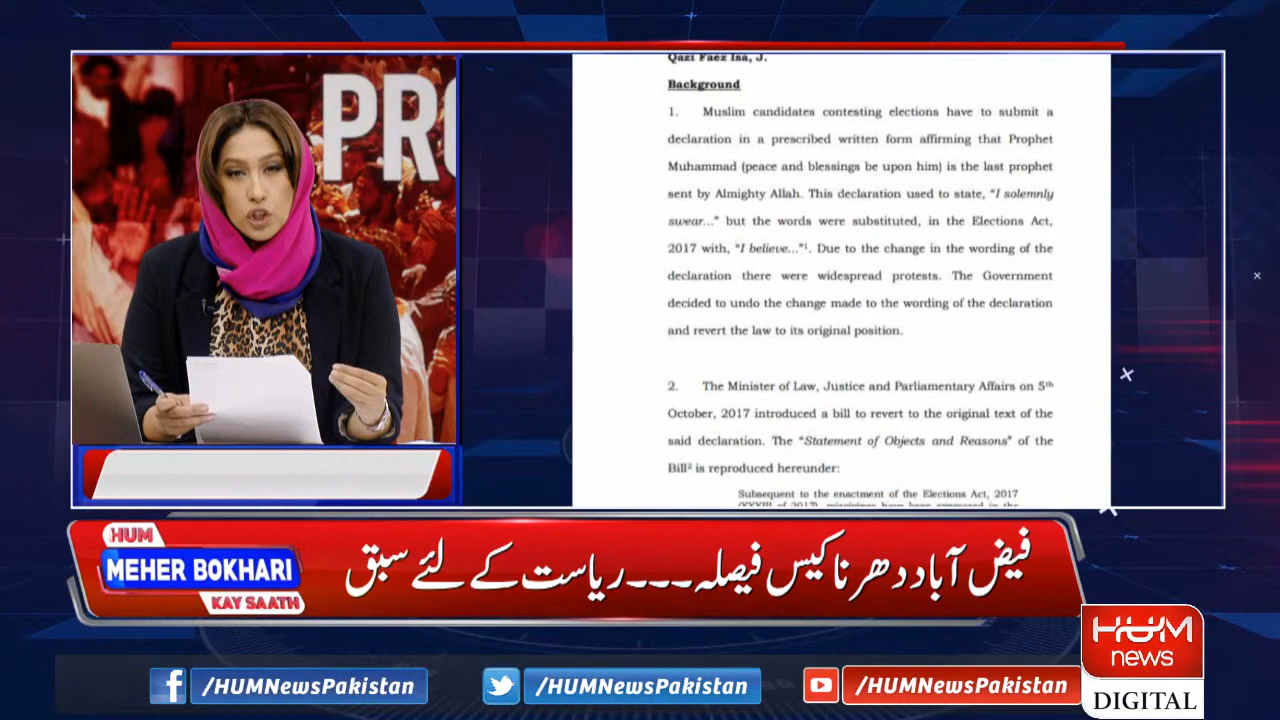 PRO
Qazi Faez Isa, J.
Background
1. Muslim candidates contesting elections have to submit a
declaration in a prescribed written form affirming that Prophet
Muhammad (peace and blessings be upon him) is the last prophet
sent by Almighty Allah. This declaration used to state, “I solemnly
swear...” but the words were substituted, in the Elections Act,
2017 with, “I believe...”¹. Due to the change in the wording of the
declaration there were widespread protests. The Government
decided to undo the change made to the wording of the declaration
and revert the law to its original position.
2. The Minister of Law, Justice and Parliamentary Affairs on 5th
October, 2017 introduced a bill to revert to the original text of the
said declaration. The “Statement of Objects and Reasons” of the
Bill² is reproduced hereunder:
Subsequent to the enactment of the Elections Act, 2017
HUM
MEHER BOKHARI
KAY SAATH
فیض آباد دھرنا کیس فیصلہ۔۔۔ریاست کے لئے سبق
/HUMNewsPakistan
/HUMNewsPakistan
/HUMNewsPakistan
HUM
news
DIGITAL